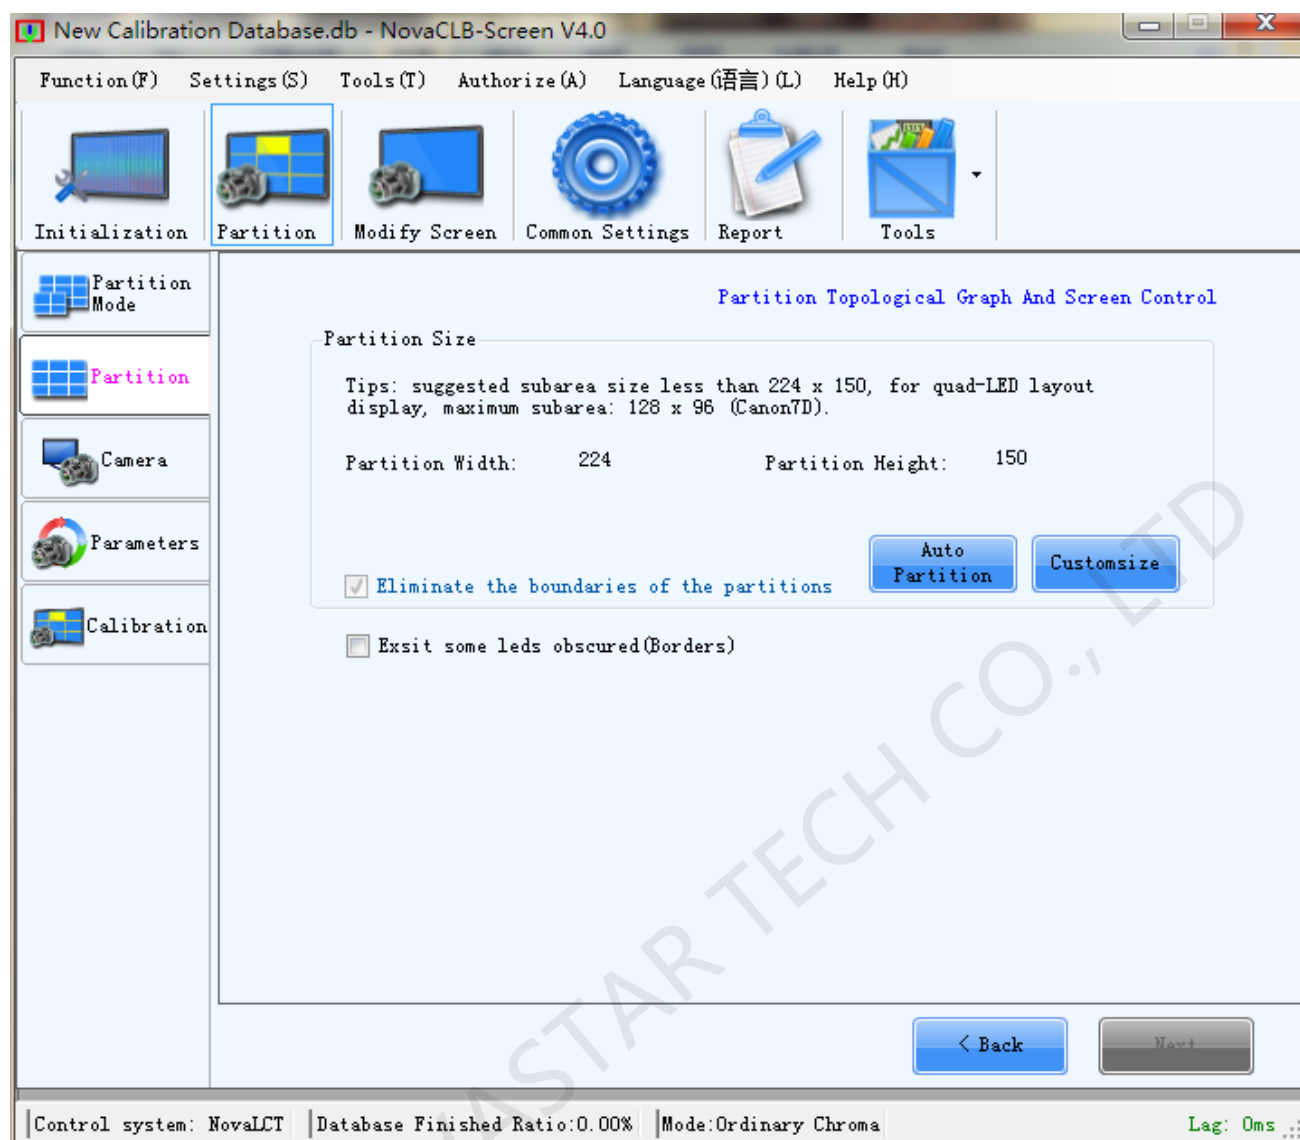 New Calibration Database.db - NovaCLB-Screen V4.0
Function(F) Settings(S) Tools(T) Authorize(A) Language(语言)(L) Help(H)
Initialization Partition Modify Screen Common Settings Report Tools
Partition
Mode
Partition
Camera
Parameters
Calibration
Partition Topological Graph And Screen Control
Partition Size
Tips: suggested subarea size less than 224 x 150, for quad-LED layout
display, maximum subarea: 128 x 96 (Canon7D).
Partition Width: 224 Partition Height: 150
Auto
Partition
Customsize
Eliminate the boundaries of the partitions
Exsit some leds obscured(Borders)
< Back Next
Control system: NovaLCT Database Finished Ratio:0.00% Mode:Ordinary Chroma Lag: 0ms
VASTAR TECH CO., LTD